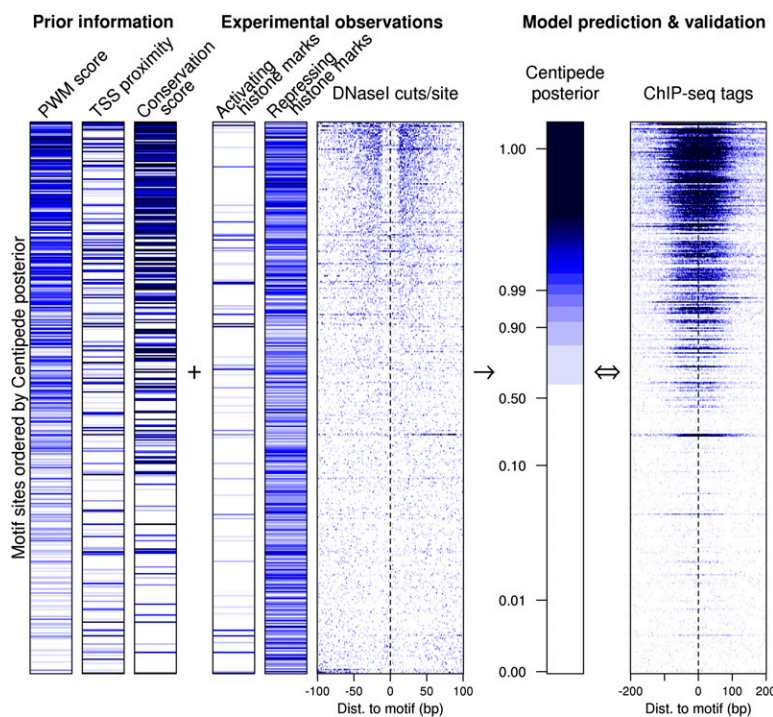 Prior information
Experimental observations
Model prediction & validation
PWM score
TSS proximity
Conservation
score
Activating
histone marks
Repressing
histone marks
DNaseI cuts/site
Centipede
posterior
ChIP-seq tags
Motif sites ordered by Centipede posterior
+
→
⇔
1.00
0.99
0.90
0.50
0.10
0.01
0.00
-100 -50 0 50 100
Dist. to motif (bp)
-200 -100 0 100 200
Dist. to motif (bp)